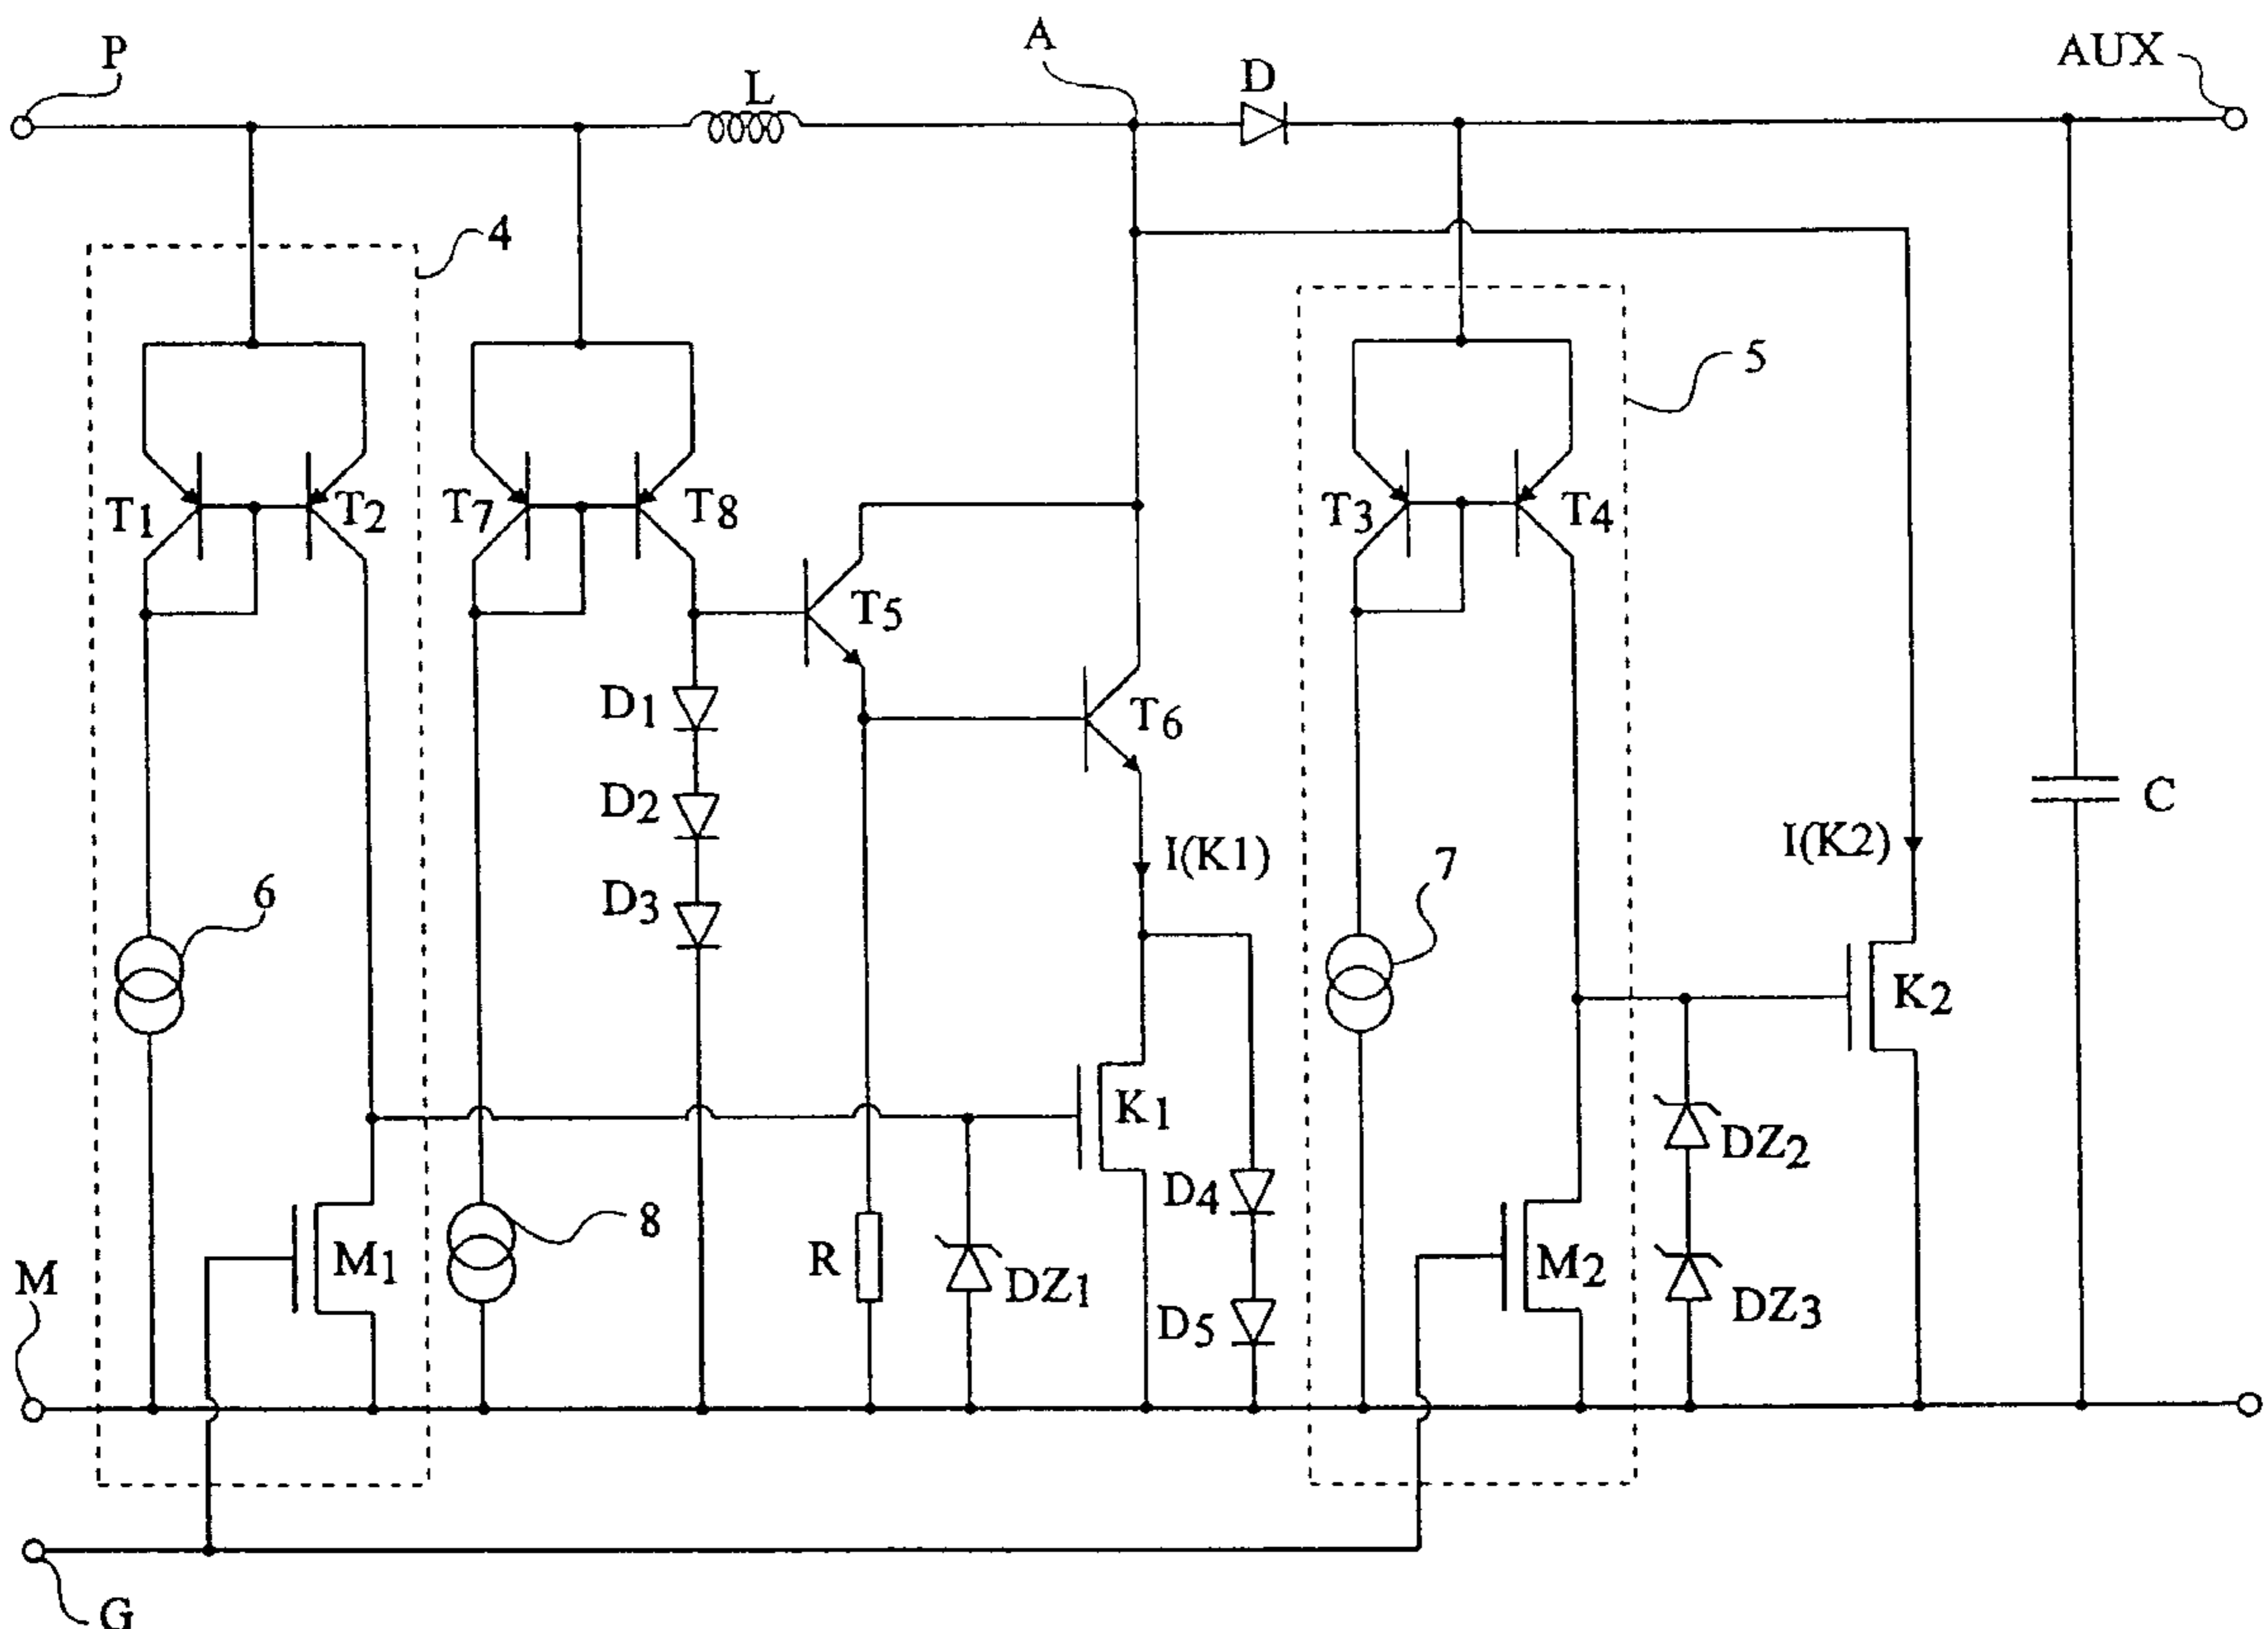 P
A
AUX
L
D
4
5
T1
T2
T7
T8
T3
T4
T5
D1
T6
D2
C
I(K1)
I(K2)
7
6
D3
K2
K1
DZ2
D4
8
M
M1
R
DZ1
M2
D5
DZ3
G